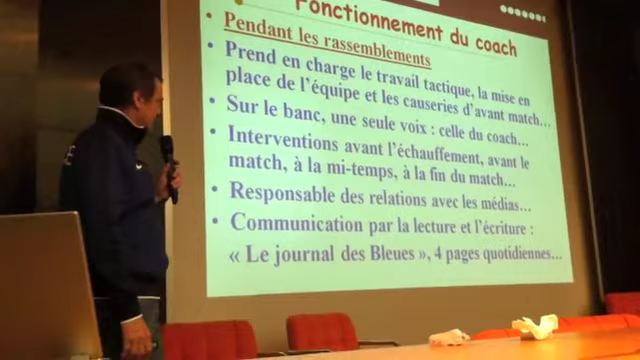 Fonctionnement du coach
• Pendant les rassemblements
• Prend en charge le travail tactique, la mise en
place de l'équipe et les causeries d'avant match...
• Sur le banc, une seule voix : celle du coach...
• Interventions avant l'échauffement, avant le
match, à la mi-temps, à la fin du match...
• Responsable des relations avec les médias...
• Communication par la lecture et l'écriture :
« Le journal des Bleues », 4 pages quotidiennes...